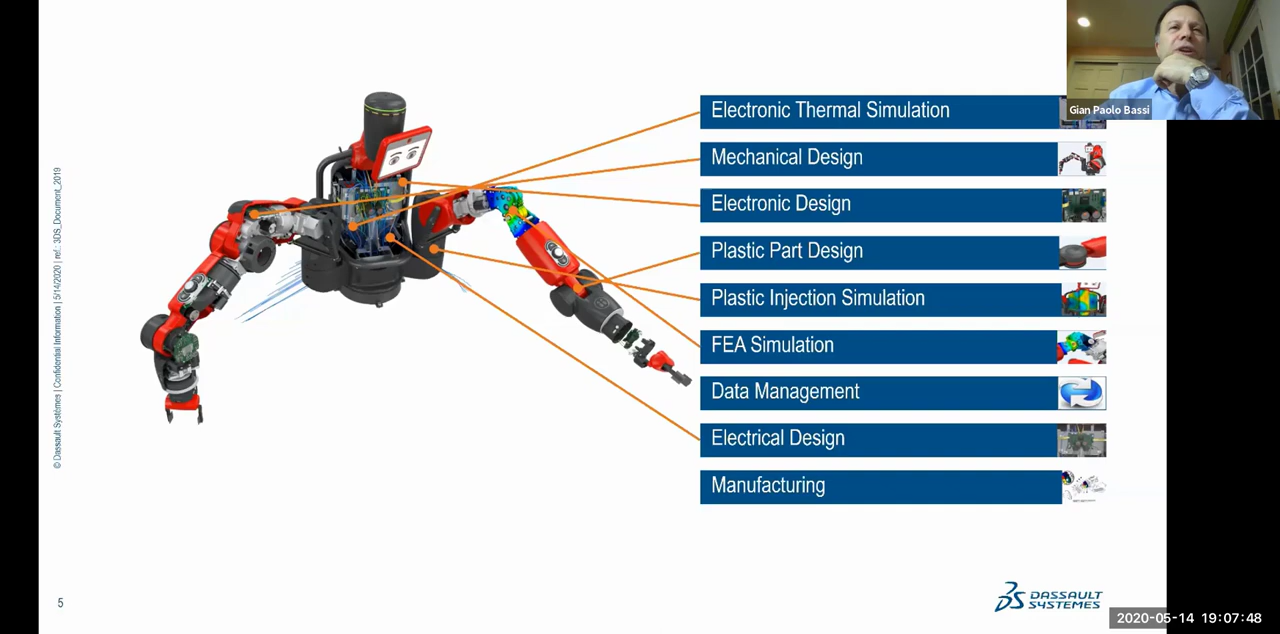 Gian Paolo Bassi
Electronic Thermal Simulation
Mechanical Design
Electronic Design
Plastic Part Design
Plastic Injection Simulation
FEA Simulation
Data Management
Electrical Design
Manufacturing
© Dassault Systèmes | Confidential Information | 5/14/2020 | ref.: 3DS_Document_2019
5
DASSAULT
SYSTEMES
2020-05-14 19:07:48